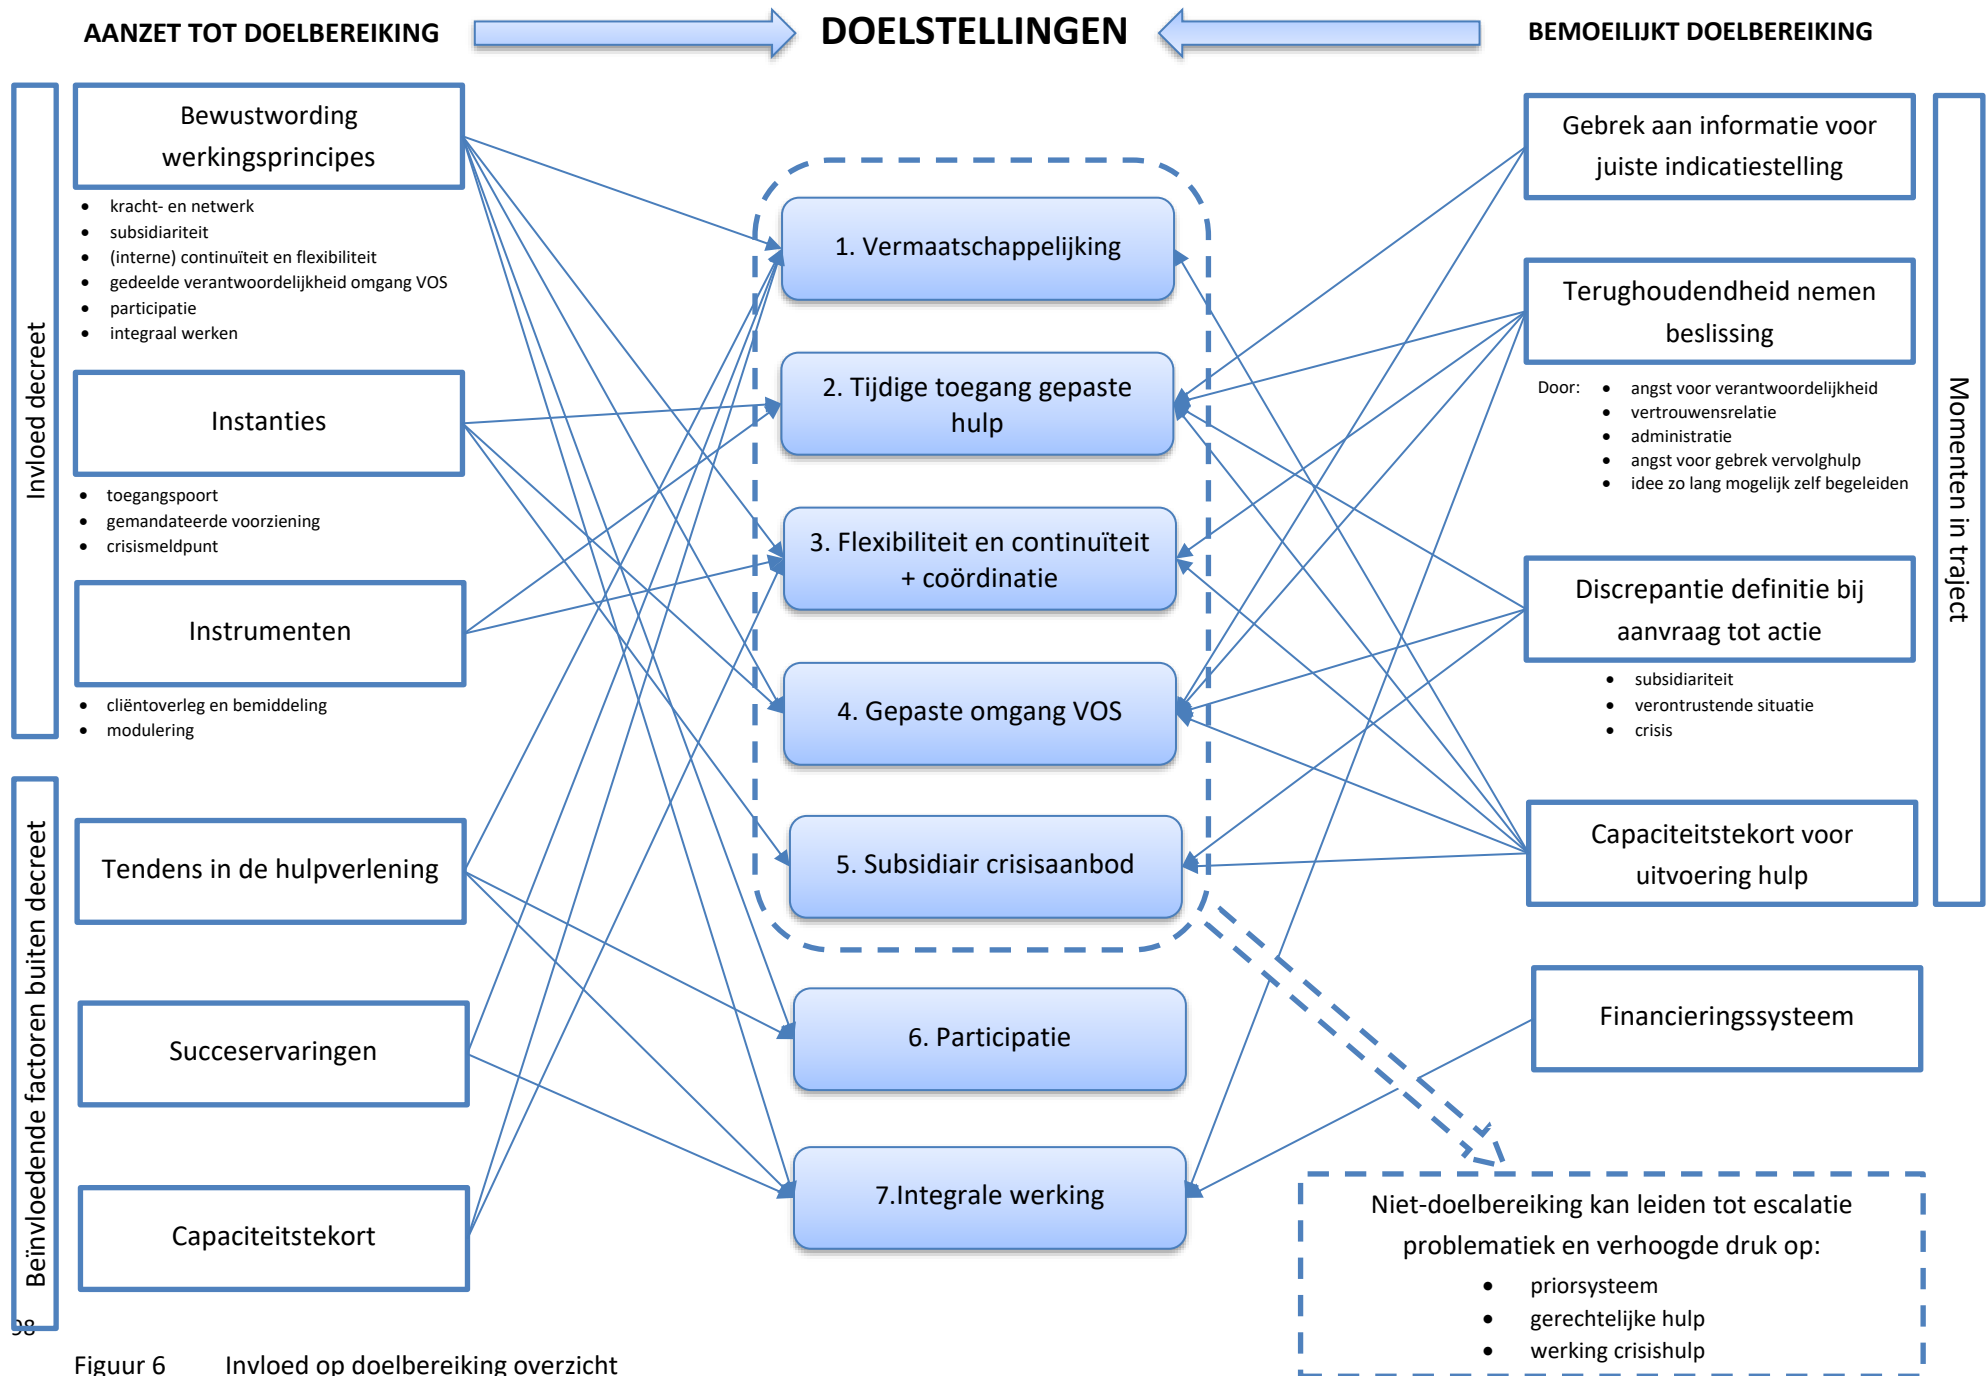 AANZET TOT DOELBEREIKING
DOELSTELLINGEN
BEMOEILIJKT DOELBEREIKING
Invloed decreet
Bewustwording
werkingsprincipes
• kracht- en netwerk
• subsidiariteit
• (interne) continuïteit en flexibiliteit
• gedeelde verantwoordelijkheid omgang VOS
• participatie
• integraal werken
Instanties
• toegangspoort
• gemandateerde voorziening
• crisismeldpunt
Instrumenten
• cliëntoverleg en bemiddeling
• modulering
Beïnvloedende factoren buiten decreet
Tendens in de hulpverlening
Succeservaringen
Capaciteitstekort
1. Vermaatschappelijking
2. Tijdige toegang gepaste
hulp
3. Flexibiliteit en continuïteit
+ coördinatie
4. Gepaste omgang VOS
5. Subsidiair crisisaanbod
6. Participatie
7.Integrale werking
Momenten in traject
Gebrek aan informatie voor
juiste indicatiestelling
Terughoudendheid nemen
beslissing
Door: • angst voor verantwoordelijkheid
• vertrouwensrelatie
• administratie
• angst voor gebrek vervolghulp
• idee zo lang mogelijk zelf begeleiden
Discrepantie definitie bij
aanvraag tot actie
• subsidiariteit
• verontrustende situatie
• crisis
Capaciteitstekort voor
uitvoering hulp
Financieringssysteem
Niet-doelbereiking kan leiden tot escalatie
problematiek en verhoogde druk op:
• priorsysteem
• gerechtelijke hulp
• werking crisishulp
98
Figuur 6 Invloed op doelbereiking overzicht